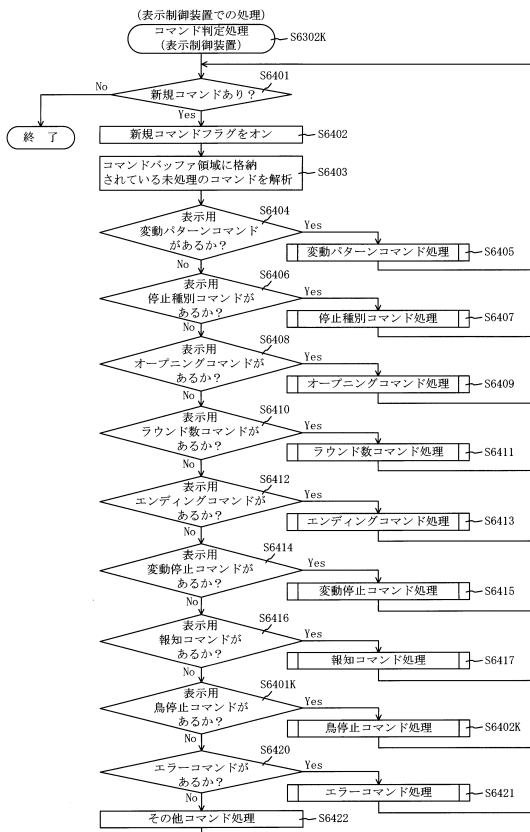 (表示制御装置での処理)
コマンド判定処理
(表示制御装置)
S6302K
S6401
新規コマンドあり?
No
Yes
終 了
新規コマンドフラグをオン
S6402
コマンドバッファ領域に格納
されている未処理のコマンドを解析
S6403
S6404
表示用
変動パターンコマンド
があるか?
Yes
No
変動パターンコマンド処理
S6405
S6406
表示用
停止種別コマンドが
あるか?
Yes
No
停止種別コマンド処理
S6407
S6408
表示用
オープニングコマンドが
あるか?
Yes
No
オープニングコマンド処理
S6409
S6410
表示用
ラウンド数コマンドが
あるか?
Yes
No
ラウンド数コマンド処理
S6411
S6412
表示用
エンディングコマンドが
あるか?
Yes
No
エンディングコマンド処理
S6413
S6414
表示用
変動停止コマンドが
あるか?
Yes
No
変動停止コマンド処理
S6415
S6416
表示用
報知コマンドが
あるか?
Yes
No
報知コマンド処理
S6417
S6401K
表示用
鳥停止コマンドが
あるか?
Yes
No
鳥停止コマンド処理
S6402K
S6420
エラーコマンドが
あるか?
Yes
No
エラーコマンド処理
S6421
その他コマンド処理
S6422